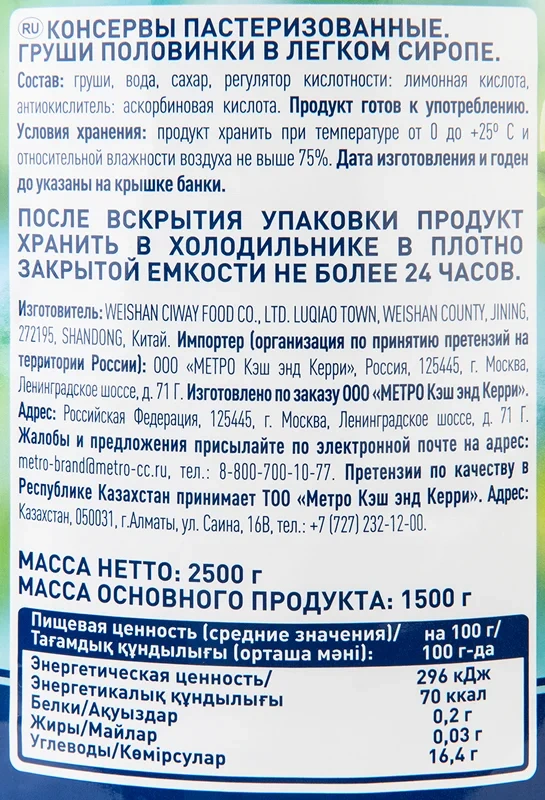 RU КОНСЕРВЫ ПАСТЕРИЗОВАННЫЕ.
ГРУШИ ПОЛОВИНКИ В ЛЕГКОМ СИРОПЕ.
Состав: груши, вода, сахар, регулятор кислотности: лимонная кислота,
антиокислитель: аскорбиновая кислота. Продукт готов к употреблению.
Условия хранения: продукт хранить при температуре от 0 до +25º С и
относительной влажности воздуха не выше 75%. Дата изготовления и годен
до указаны на крышке банки.
ПОСЛЕ ВСКРЫТИЯ УПАКОВКИ ПРОДУКТ
ХРАНИТЬ В ХОЛОДИЛЬНИКЕ В ПЛОТНО
ЗАКРЫТОЙ ЕМКОСТИ НЕ БОЛЕЕ 24 ЧАСОВ.
Изготовитель: WEISHAN CIWAY FOOD CO., LTD. LUQIAO TOWN, WEISHAN COUNTY, JINING,
272195, SHANDONG, Китай. Импортер (организация по принятию претензий на
территории России): ООО «МЕТРО Кэш энд Керри», Россия, 125445, г. Москва,
Ленинградское шоссе, д. 71 Г. Изготовлено по заказу ООО «МЕТРО Кэш энд Керри».
Адрес: Российская Федерация, 125445, г. Москва, Ленинградское шоссе, д. 71 Г.
Жалобы и предложения присылайте по электронной почте на адрес:
metro-brand@metro-cc.ru, тел.: 8-800-700-10-77. Претензии по качеству в
Республике Казахстан принимает ТОО «Метро Кэш энд Керри». Адрес:
Казахстан, 050031, г.Алматы, ул. Саина, 16В, тел.: +7 (727) 232-12-00.
МАССА НЕТТО: 2500 г
МАССА ОСНОВНОГО ПРОДУКТА: 1500 г
Пищевая ценность (средние значения)/ на 100 г/
Тағамдық құндылығы (орташа мәні): 100 г-да
Энергетическая ценность/ 296 кДж
Энергетикалық құндылығы 70 ккал
Белки/Ақуыздар 0,2 г
Жиры/Майлар 0,03 г
Углеводы/Көмірсулар 16,4 г